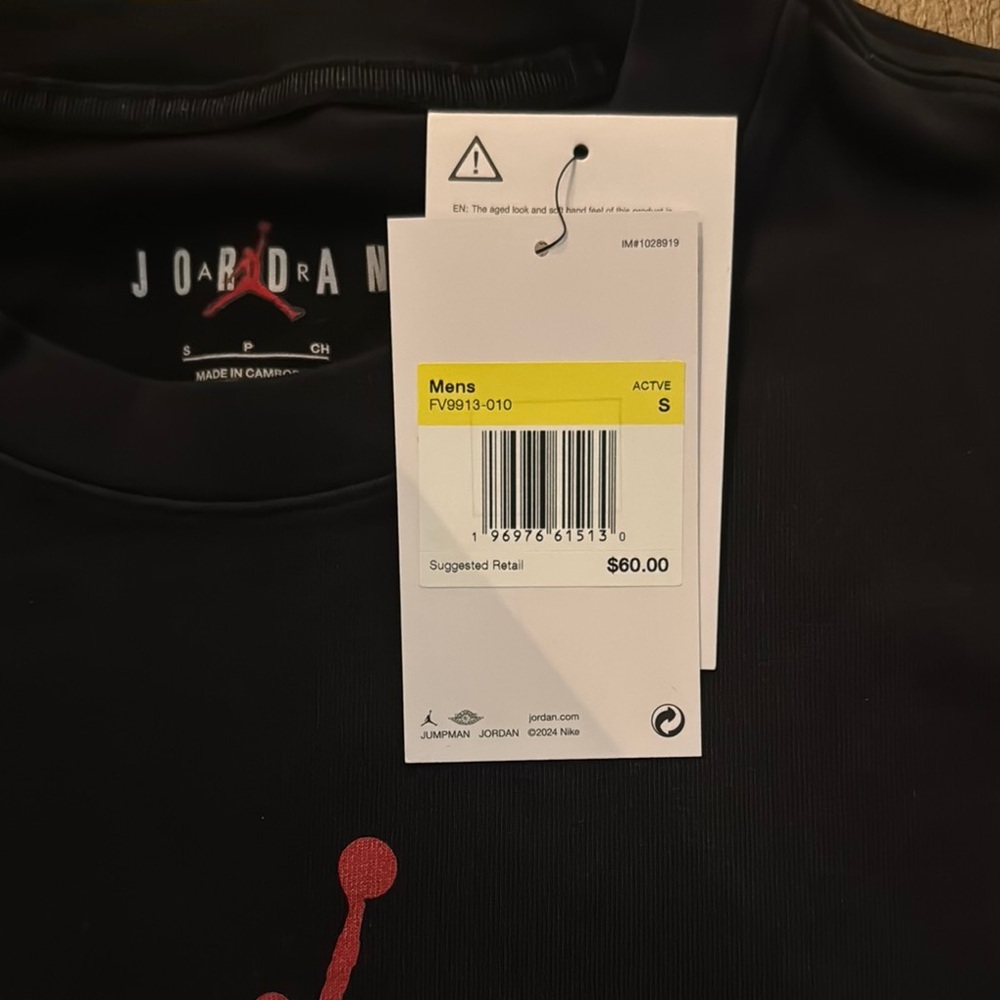 EN: The aged look and soft hand feel of this product is
IM#1028919
JORDAN
AIR
S P CH
MADE IN
Mens ACTVE
FV9913-010 S
1 96976 61513 0
Suggested Retail $60.00
jordan.com
JUMPMAN JORDAN ©2024 Nike